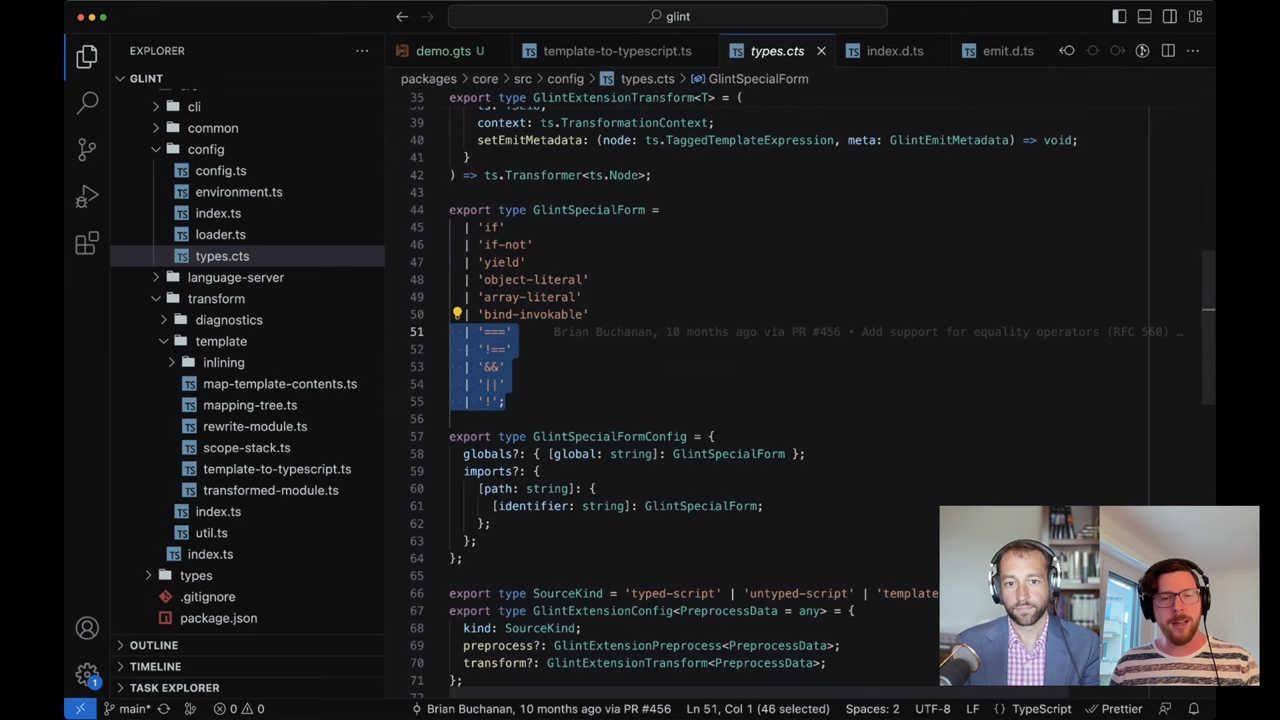 glint
EXPLORER
demo.gts U
template-to-typescript.ts
types.cts
index.d.ts
emit.d.ts
GLINT
packages > core > src > config > types.cts > GlintSpecialForm
cli
common
config
config.ts
environment.ts
index.ts
loader.ts
types.cts
language-server
transform
diagnostics
template
inlining
map-template-contents.ts
mapping-tree.ts
rewrite-module.ts
scope-stack.ts
template-to-typescript.ts
transformed-module.ts
index.ts
util.ts
index.ts
types
.gitignore
package.json
OUTLINE
TIMELINE
TASK EXPLORER
35 export type GlintExtensionTransform<T> = (
39 context: ts.TransformationContext;
40 setEmitMetadata: (node: ts.TaggedTemplateExpression, meta: GlintEmitMetadata) => void;
41 }
42 ) => ts.Transformer<ts.Node>;
43
44 export type GlintSpecialForm =
45 | 'if'
46 | 'if-not'
47 | 'yield'
48 | 'object-literal'
49 | 'array-literal'
50 | 'bind-invokable'
51 | '===' Brian Buchanan, 10 months ago via PR #456 • Add support for equality operators (RFC 560) …
52 | '!=='
53 | '&&'
54 | '||'
55 | '!';
56
57 export type GlintSpecialFormConfig = {
58 globals?: { [global: string]: GlintSpecialForm };
59 imports?: {
60 [path: string]: {
61 [identifier: string]: GlintSpecialForm;
62 };
63 };
64 };
65
66 export type SourceKind = 'typed-script' | 'untyped-script' | 'template
67 export type GlintExtensionConfig<PreprocessData = any> = {
68 kind: SourceKind;
69 preprocess?: GlintExtensionPreprocess<PreprocessData>;
70 transform?: GlintExtensionTransform<PreprocessData>;
71 };
72
1
main* 0 0 Brian Buchanan, 10 months ago via PR #456 Ln 51, Col 1 (46 selected) Spaces: 2 UTF-8 LF TypeScript Prettier